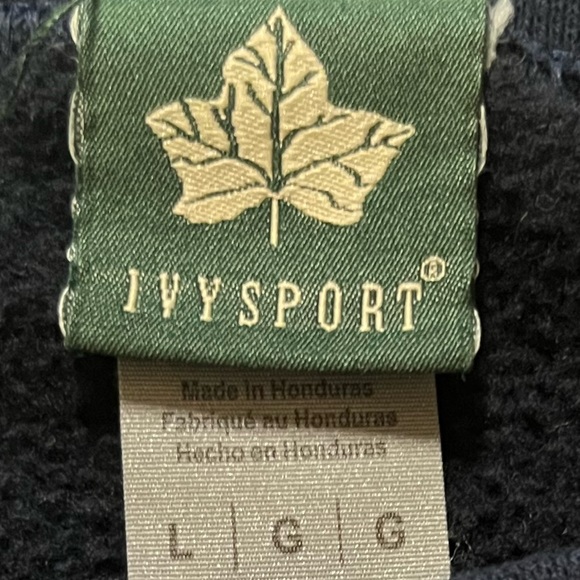 IVYSPORT®
Made in Honduras
Fabriqué au Honduras
Hecho en Honduras
L | G | G